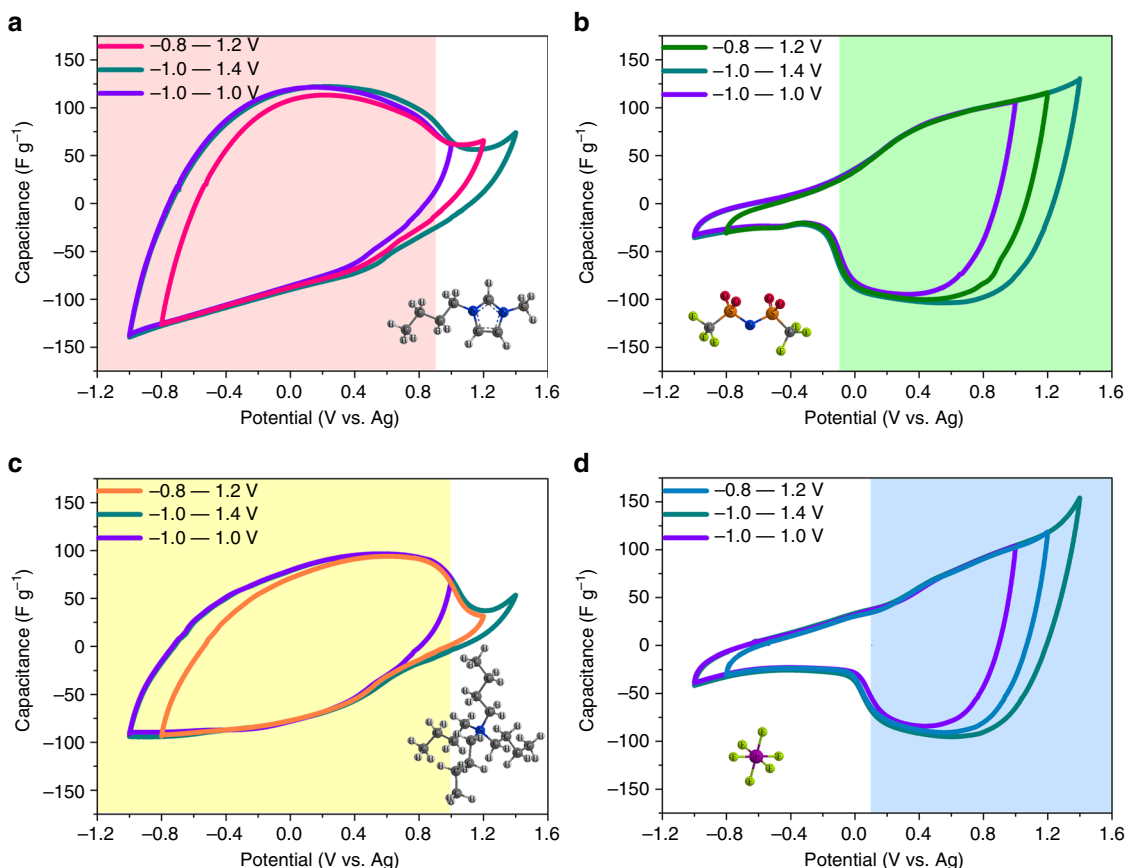 a
−0.8 — 1.2 V
−1.0 — 1.4 V
−1.0 — 1.0 V
175
150
100
50
0
−50
−100
−150
Capacitance (F g⁻¹)
−1.2 −0.8 −0.4 0.0 0.4 0.8 1.2 1.6
Potential (V vs. Ag)
b
−0.8 — 1.2 V
−1.0 — 1.4 V
−1.0 — 1.0 V
150
100
50
0
−50
−100
−150
Capacitance (F g⁻¹)
−1.2 −0.8 −0.4 0.0 0.4 0.8 1.2 1.6
Potential (V vs. Ag)
c
−0.8 — 1.2 V
−1.0 — 1.4 V
−1.0 — 1.0 V
150
100
50
0
−50
−100
−150
Capacitance (F g⁻¹)
−1.2 −0.8 −0.4 0.0 0.4 0.8 1.2 1.6
Potential (V vs. Ag)
d
−0.8 — 1.2 V
−1.0 — 1.4 V
−1.0 — 1.0 V
150
100
50
0
−50
−100
−150
Capacitance (F g⁻¹)
−1.2 −0.8 −0.4 0.0 0.4 0.8 1.2 1.6
Potential (V vs. Ag)